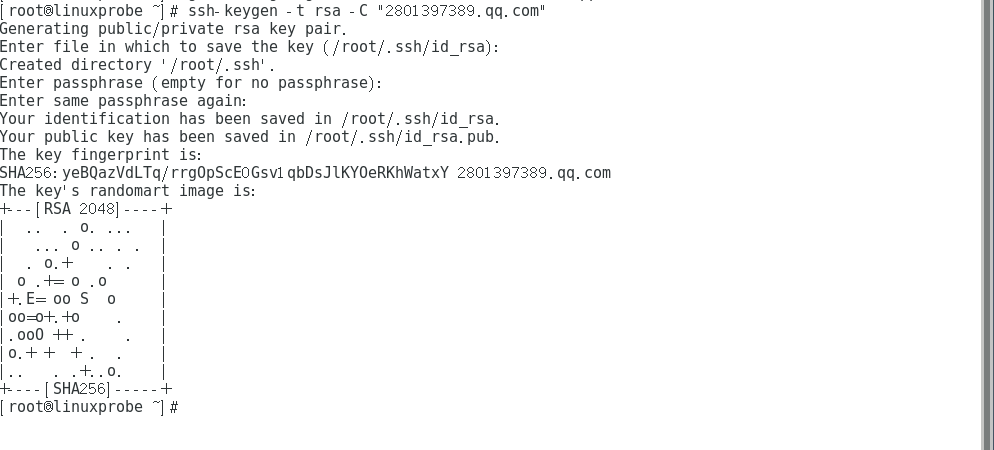 [root@linuxprobe ~]# ssh-keygen -t rsa -C "2801397389.qq.com"
Generating public/private rsa key pair.
Enter file in which to save the key (/root/.ssh/id_rsa):
Created directory '/root/.ssh'.
Enter passphrase (empty for no passphrase):
Enter same passphrase again:
Your identification has been saved in /root/.ssh/id_rsa.
Your public key has been saved in /root/.ssh/id_rsa.pub.
The key fingerprint is:
SHA256:yeBQazVdLTq/rrgOpScE0Gsv1qbDsJlKYOeRKhWatxY 2801397389.qq.com
The key's randomart image is:
+---[RSA 2048]----+
|  .. . o. ...    |
|   ... o .. . .  |
|  . o.+    . .   |
| o .+= o .o      |
|+.E= oo S  o     |
|oo=o+.+o    .    |
|.ooO ++ .    .   |
|o.+ +  + .  .    |
|..   . .+..o.    |
+----[SHA256]-----+
[root@linuxprobe ~]#